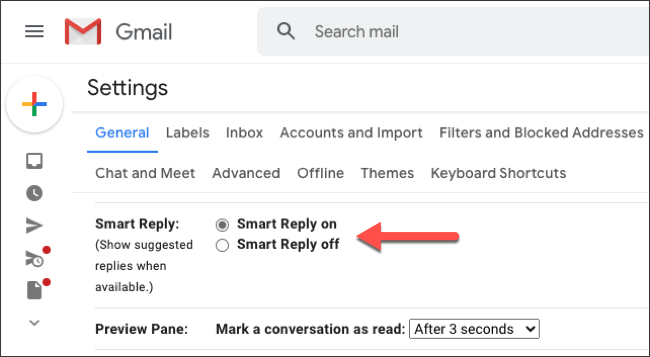 Gmail
Search mail
Settings
General Labels Inbox Accounts and Import Filters and Blocked Addresses
Chat and Meet Advanced Offline Themes Keyboard Shortcuts
Smart Reply: Smart Reply on
(Show suggested Smart Reply off
replies when
available.)
Preview Pane: Mark a conversation as read: After 3 seconds